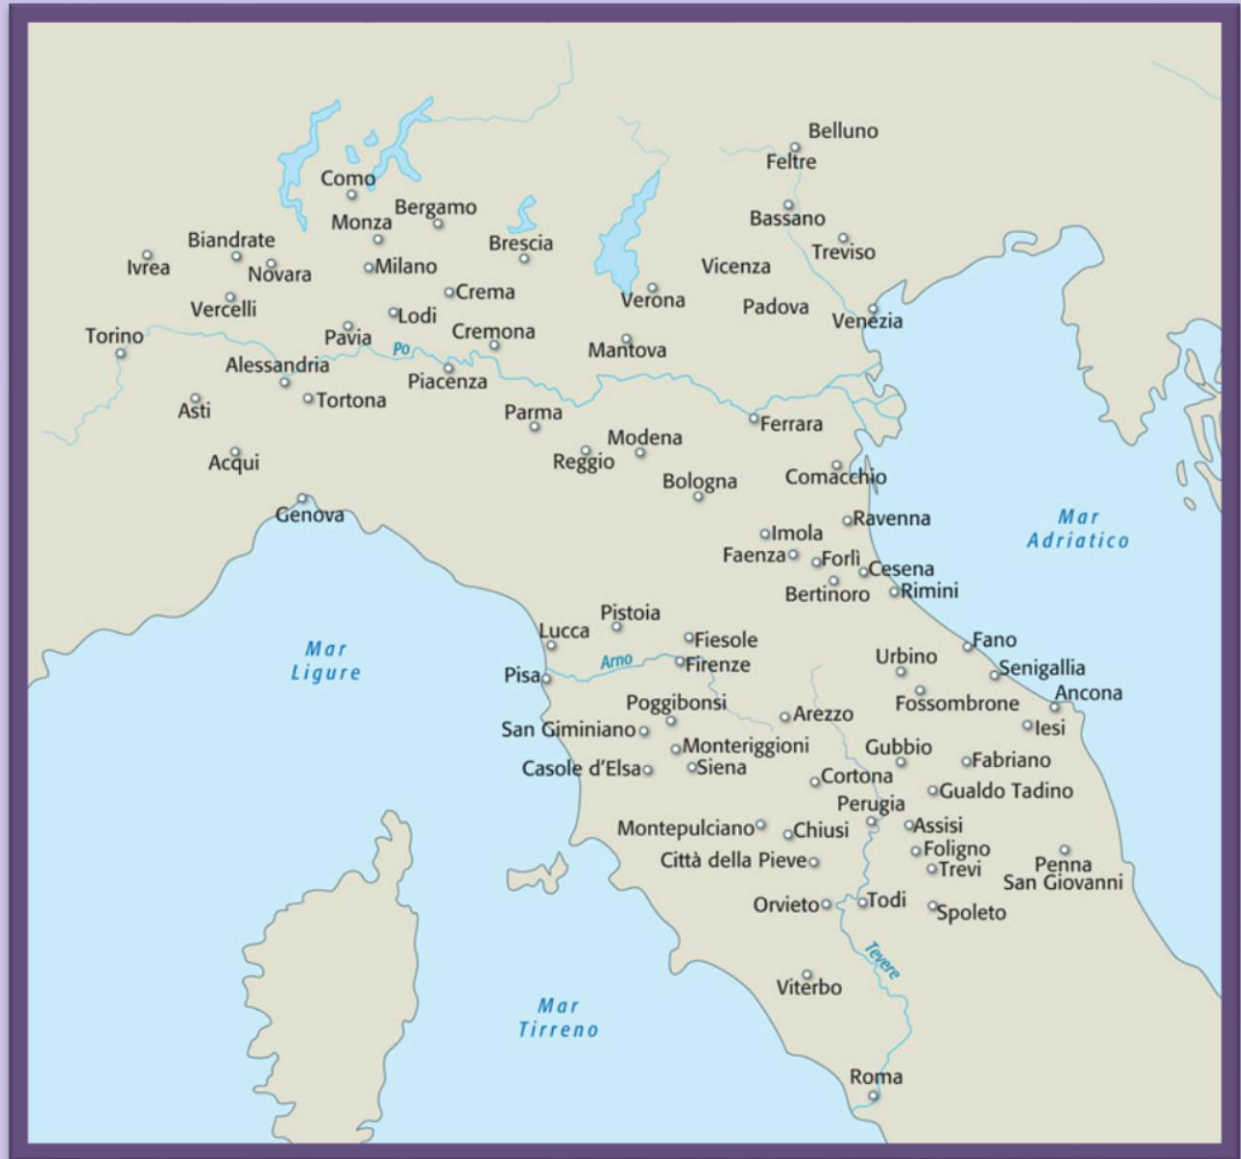 Belluno
Feltre
Como
Bergamo
Bassano
Monza
Biandrate
Brescia
Treviso
Ivrea
Novara
Milano
Vicenza
Crema
Verona
Vercelli
Padova
Lodi
Venezia
Torino
Pavia
Cremona
Po
Mantova
Alessandria
Piacenza
Asti
Tortona
Parma
Ferrara
Modena
Acqui
Reggio
Bologna
Comacchio
Genova
Ravenna
Mar
Adriatico
Imola
Faenza
Forlì
Cesena
Bertinoro
Rimini
Pistoia
Lucca
Fiesole
Fano
Mar
Ligure
Arno
Firenze
Urbino
Senigallia
Pisa
Ancona
Poggibonsi
Fossombrone
San Giminiano
Arezzo
Iesi
Monteriggioni
Gubbio
Casole d'Elsa
Siena
Fabriano
Cortona
Gualdo Tadino
Perugia
Montepulciano
Chiusi
Assisi
Foligno
Città della Pieve
Trevi
Penna
San Giovanni
Orvieto
Todi
Spoleto
Tevere
Viterbo
Mar
Tirreno
Roma